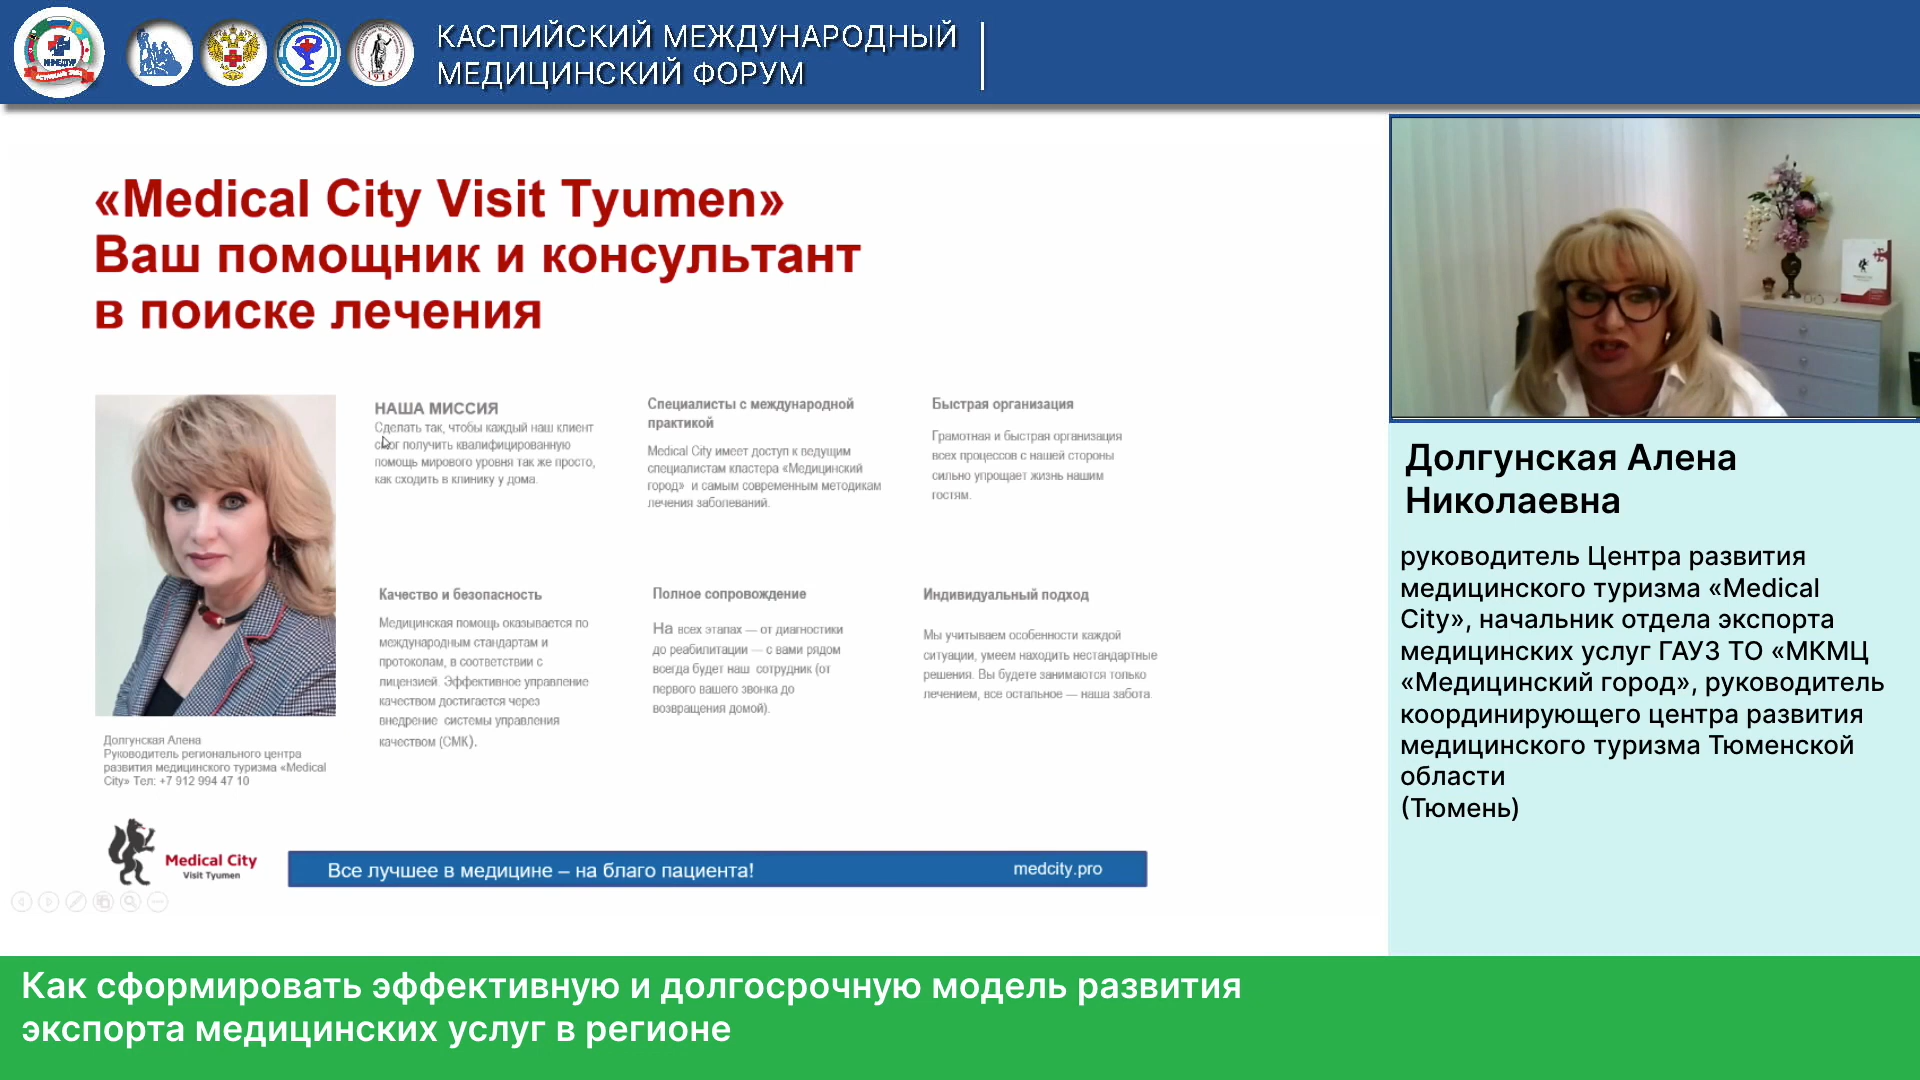 КАСПИЙСКИЙ МЕЖДУНАРОДНЫЙ
МЕДИЦИНСКИЙ ФОРУМ
1918
«Medical City Visit Tyumen»
Ваш помощник и консультант
в поиске лечения
НАША МИССИЯ
Сделать так, чтобы каждый наш клиент
смог получить квалифицированную
помощь мирового уровня так же просто,
как сходить в клинику у дома.
Специалисты с международной
практикой
Medical City имеет доступ к ведущим
специалистам кластера «Медицинский
город» и самым современным методикам
лечения заболеваний.
Быстрая организация
Грамотная и быстрая организация
всех процессов с нашей стороны
сильно упрощает жизнь нашим
гостям.
Качество и безопасность
Медицинская помощь оказывается по
международным стандартам и
протоколам, в соответствии с
лицензией. Эффективное управление
качеством достигается через
внедрение системы управления
качеством (СМК).
Полное сопровождение
На всех этапах — от диагностики
до реабилитации — с вами рядом
всегда будет наш сотрудник (от
первого вашего звонка до
возвращения домой).
Индивидуальный подход
Мы учитываем особенности каждой
ситуации, умеем находить нестандартные
решения. Вы будете занимаются только
лечением, все остальное — наша забота.
Долгунская Алена
Руководитель регионального центра
развития медицинского туризма «Medical
City» Тел: +7 912 994 47 10
Medical City
Visit Tyumen
Все лучшее в медицине – на благо пациента!
medcity.pro
Долгунская Алена
Николаевна
руководитель Центра развития
медицинского туризма «Medical
City», начальник отдела экспорта
медицинских услуг ГАУЗ ТО «МКМЦ
«Медицинский город», руководитель
координирующего центра развития
медицинского туризма Тюменской
области
(Тюмень)
Как сформировать эффективную и долгосрочную модель развития
экспорта медицинских услуг в регионе